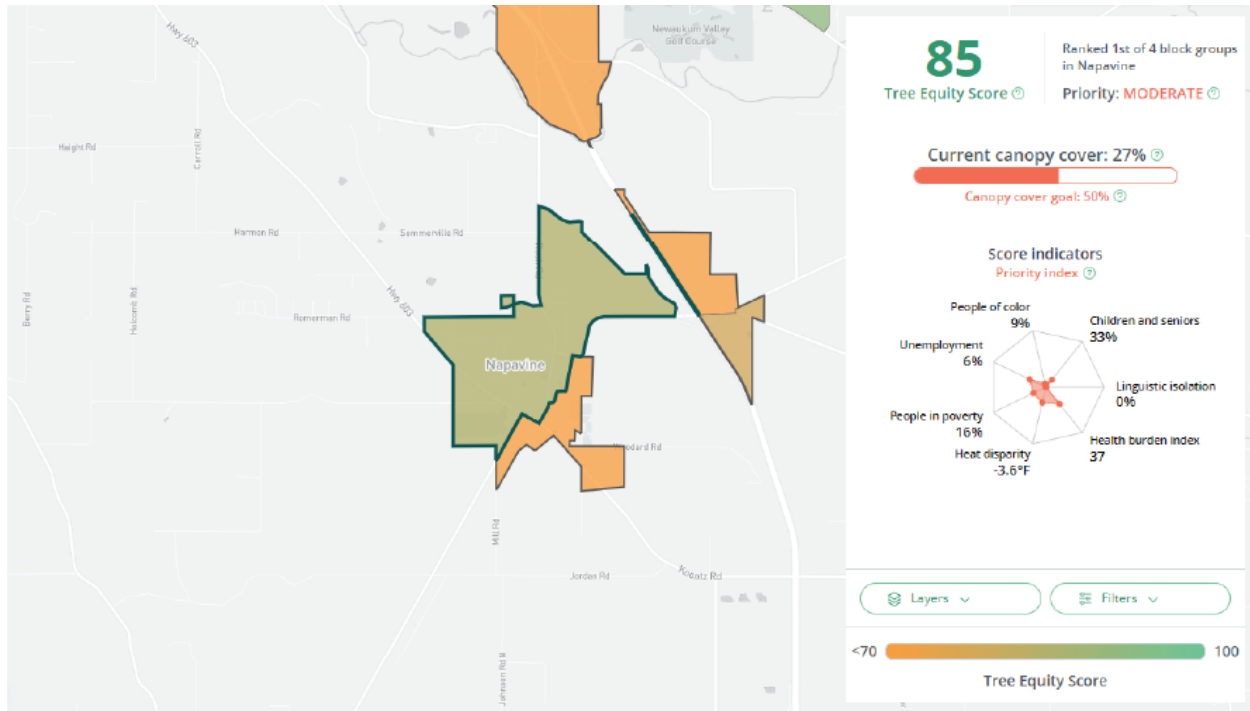 Hwy 603
Newaukum Valley
Golf Course
Height Rd
Carroll Rd
Harmon Rd
Sommerville Rd
Berry Rd
Holcomb Rd
Hwy 603
Romerman Rd
Napavine
Woodard Rd
Mill Rd
Jordan Rd
Koontz Rd
85
Tree Equity Score
Ranked 1st of 4 block groups
in Napavine
Priority: MODERATE
Current canopy cover: 27%
Canopy cover goal: 50%
Score indicators
Priority index
People of color
9%
Children and seniors
33%
Unemployment
6%
Linguistic isolation
0%
People in poverty
16%
Health burden index
37
Heat disparity
-3.6°F
Layers
Filters
<70
100
Tree Equity Score